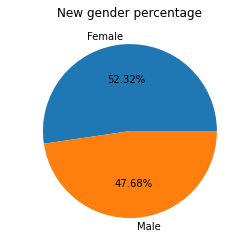 New gender percentage
Female
52.32%
47.68%
Male